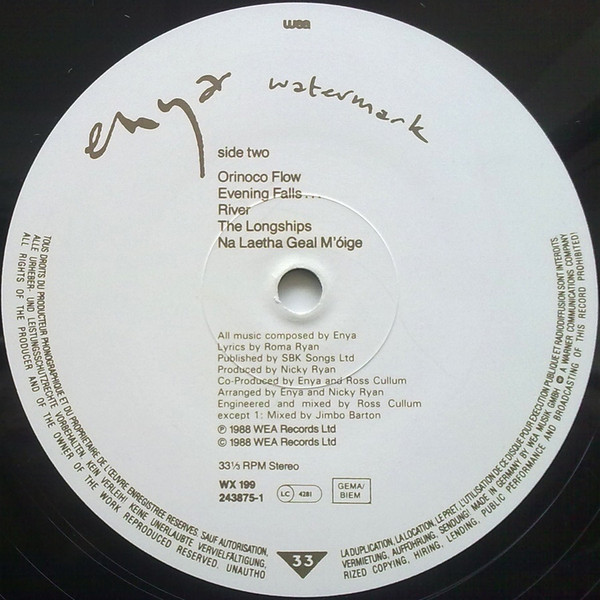 wea
enya watermark
side two
Orinoco Flow
Evening Falls ...
River
The Longships
Na Laetha Geal M'óige
All music composed by Enya
Lyrics by Roma Ryan
Published by SBK Songs Ltd
Produced by Nicky Ryan
Co-Produced by Enya and Ross Cullum
Arranged by Enya and Nicky Ryan
Engineered and mixed by Ross Cullum
except 1: Mixed by Jimbo Barton
℗ 1988 WEA Records Ltd
© 1988 WEA Records Ltd
33⅓ RPM Stereo
WX 199
243875-1
LC 4281
GEMA/
BIEM
33
TOUS DROITS DU PRODUCTEUR PHONOGRAPHIQUE ET DU PROPRIETAIRE DE L'ŒUVRE ENREGISTREE RESERVES. SAUF AUTORISATION, LA DUPLICATION, LA LOCATION, LE PRET, L'UTILISATION DE CE DISQUE POUR EXECUTION PUBLIQUE ET RADIODIFFUSION SONT INTERDITS
ALLE URHEBER- UND LEISTUNGSSCHUTZRECHTE VORBEHALTEN. KEIN VERLEIH! KEINE UNERLAUBTE VERVIELFÄLTIGUNG, VERMIETUNG, AUFFÜHRUNG, SENDUNG! MADE IN GERMANY BY WEA MUSIK GMBH A WARNER COMMUNICATIONS COMPANY
ALL RIGHTS OF THE PRODUCER AND OF THE OWNER OF THE WORK REPRODUCED RESERVED. UNAUTHORIZED COPYING, HIRING, LENDING, PUBLIC PERFORMANCE AND BROADCASTING OF THIS RECORD PROHIBITED!